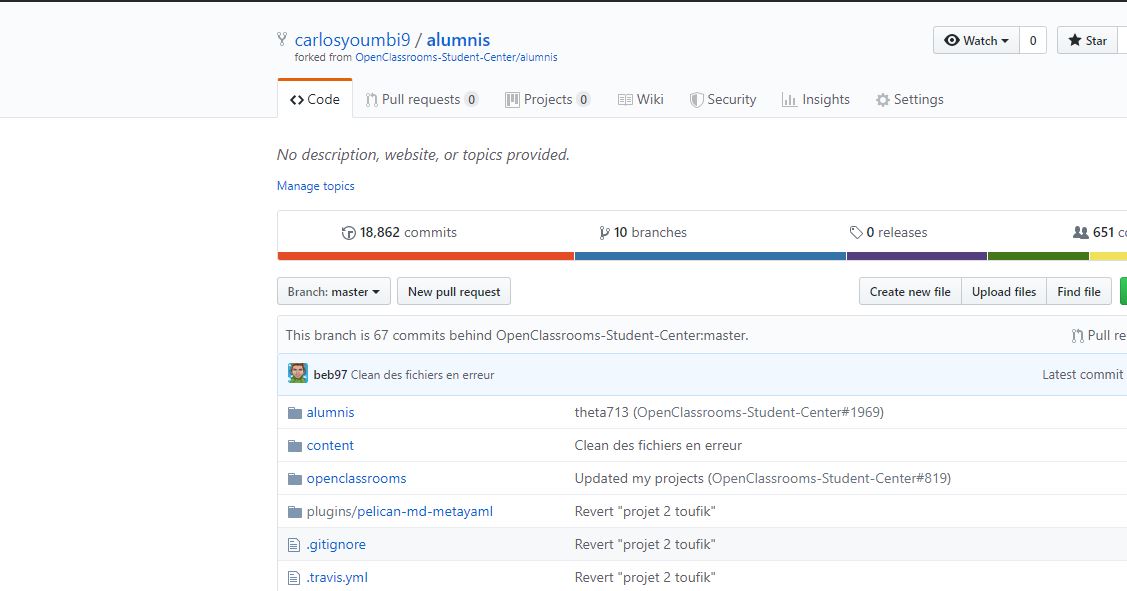 carlosyoumbi9 / alumnis
forked from OpenClassrooms-Student-Center/alumnis
Watch 0 Star
Code Pull requests 0 Projects 0 Wiki Security Insights Settings
No description, website, or topics provided.
Manage topics
18,862 commits 10 branches 0 releases 651 co
Branch: master New pull request Create new file Upload files Find file
This branch is 67 commits behind OpenClassrooms-Student-Center:master. Pull re
beb97 Clean des fichiers en erreur Latest commit
alumnis theta713 (OpenClassrooms-Student-Center#1969)
content Clean des fichiers en erreur
openclassrooms Updated my projects (OpenClassrooms-Student-Center#819)
plugins/pelican-md-metayaml Revert "projet 2 toufik"
.gitignore Revert "projet 2 toufik"
.travis.yml Revert "projet 2 toufik"